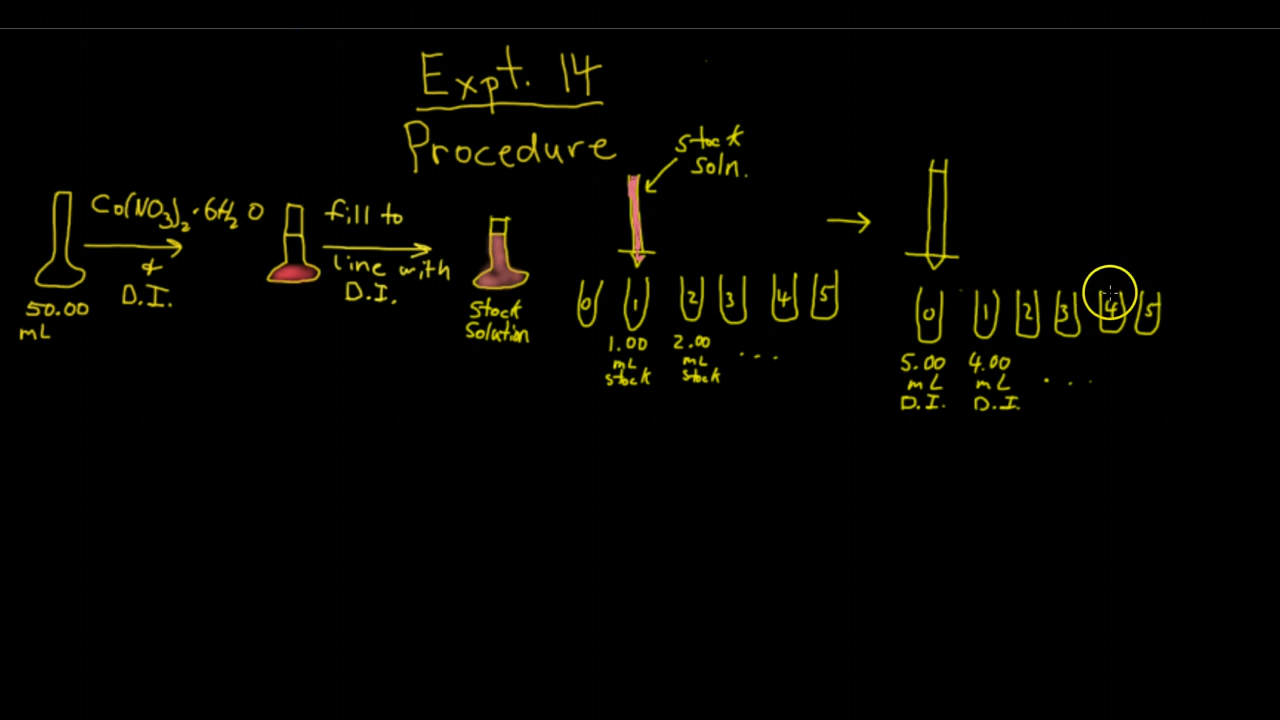 Expt. 14
Procedure
stock
soln.
50.00
mL
Co(NO3)2·6H2O
&
D.I.
fill to
line with
D.I.
Stock
Solution
0 1 2 3 4 5
1.00
mL
stock
2.00
mL
stock
...
0 1 2 3 4 5
5.00
mL
D.I.
4.00
mL
D.I.
....